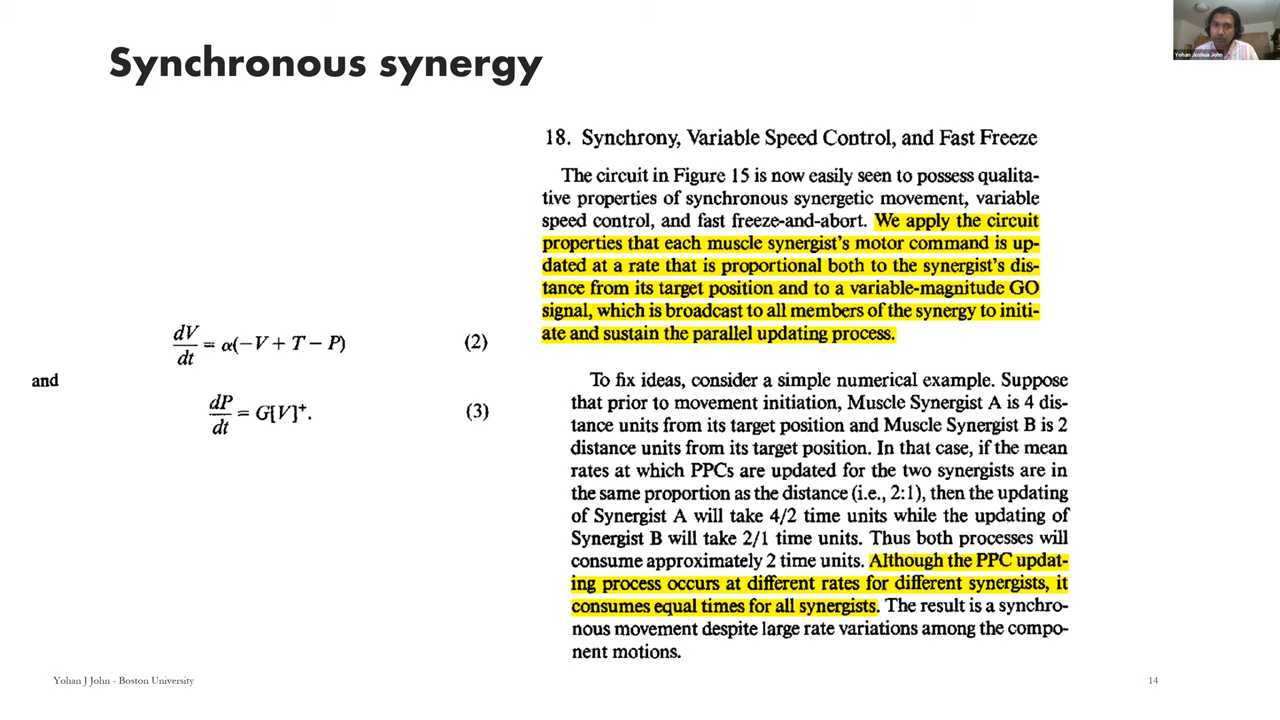 Synchronous synergy
Yohan Joshua John
18. Synchrony, Variable Speed Control, and Fast Freeze
The circuit in Figure 15 is now easily seen to possess qualita-
tive properties of synchronous synergetic movement, variable
speed control, and fast freeze-and-abort. We apply the circuit
properties that each muscle synergist's motor command is up-
dated at a rate that is proportional both to the synergist's dis-
tance from its target position and to a variable-magnitude GO
signal, which is broadcast to all members of the synergy to initi-
ate and sustain the parallel updating process.
dV/dt = α(−V + T − P) (2)
and
dP/dt = G[V]⁺. (3)
To fix ideas, consider a simple numerical example. Suppose
that prior to movement initiation, Muscle Synergist A is 4 dis-
tance units from its target position and Muscle Synergist B is 2
distance units from its target position. In that case, if the mean
rates at which PPCs are updated for the two synergists are in
the same proportion as the distance (i.e., 2:1), then the updating
of Synergist A will take 4/2 time units while the updating of
Synergist B will take 2/1 time units. Thus both processes will
consume approximately 2 time units. Although the PPC updat-
ing process occurs at different rates for different synergists, it
consumes equal times for all synergists. The result is a synchro-
nous movement despite large rate variations among the compo-
nent motions.
Yohan J John - Boston University
14